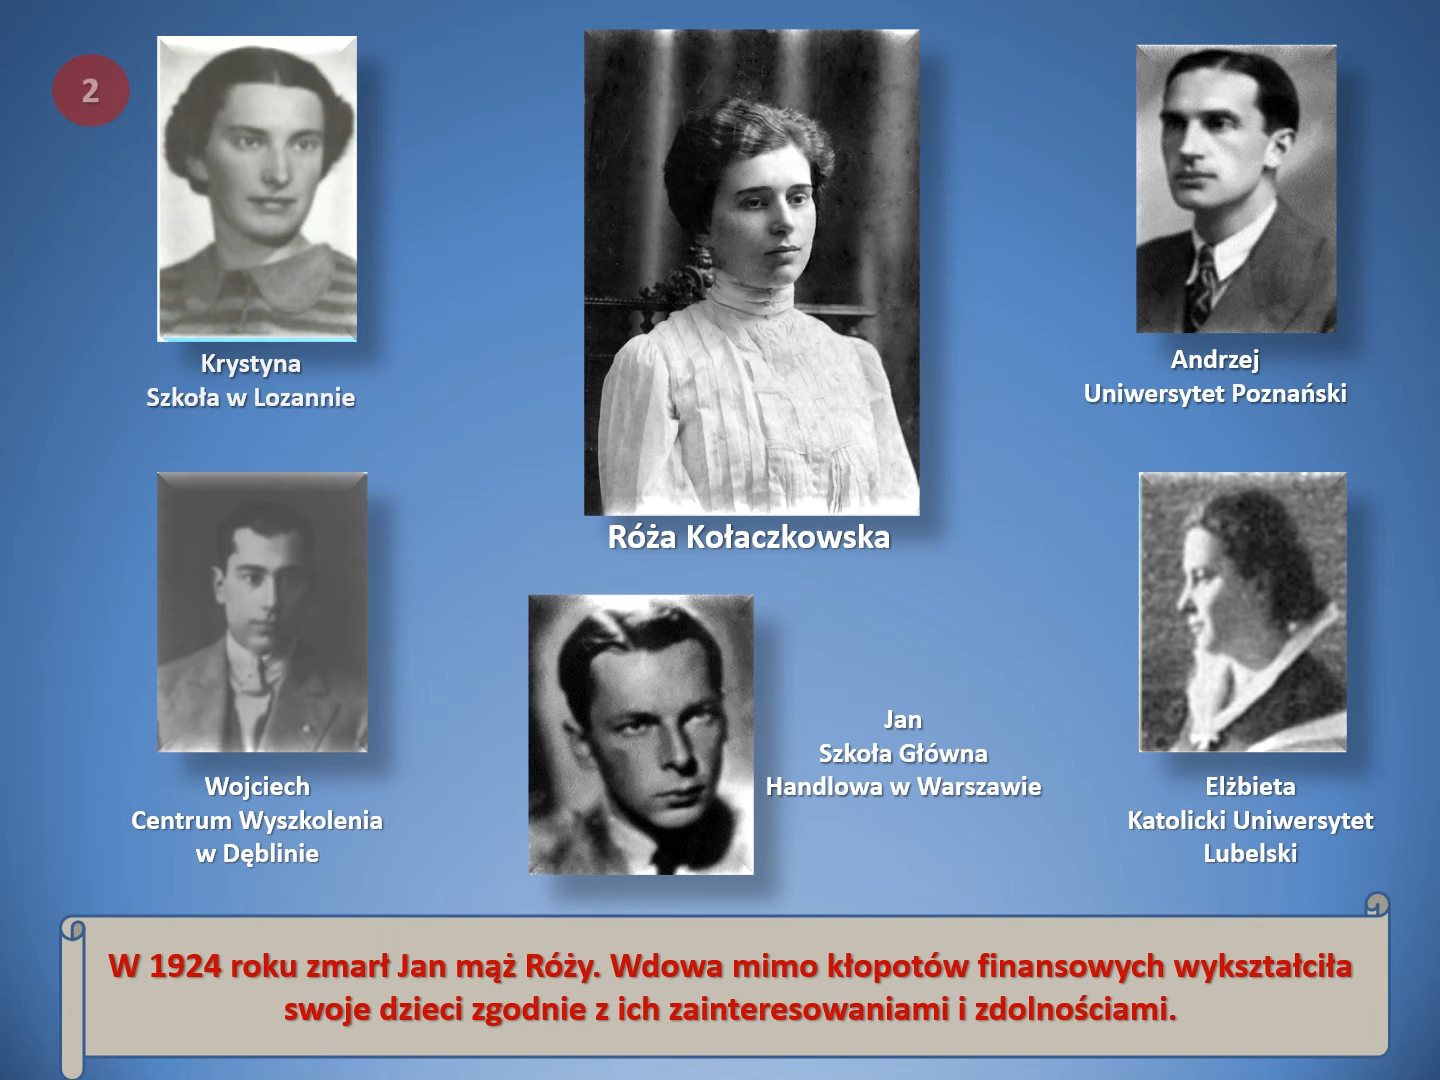 2
Krystyna
Szkoła w Lozannie
Róża Kołaczkowska
Andrzej
Uniwersytet Poznański
Wojciech
Centrum Wyszkolenia
w Dęblinie
Jan
Szkoła Główna
Handlowa w Warszawie
Elżbieta
Katolicki Uniwersytet
Lubelski
W 1924 roku zmarł Jan mąż Róży. Wdowa mimo kłopotów finansowych wykształciła
swoje dzieci zgodnie z ich zainteresowaniami i zdolnościami.